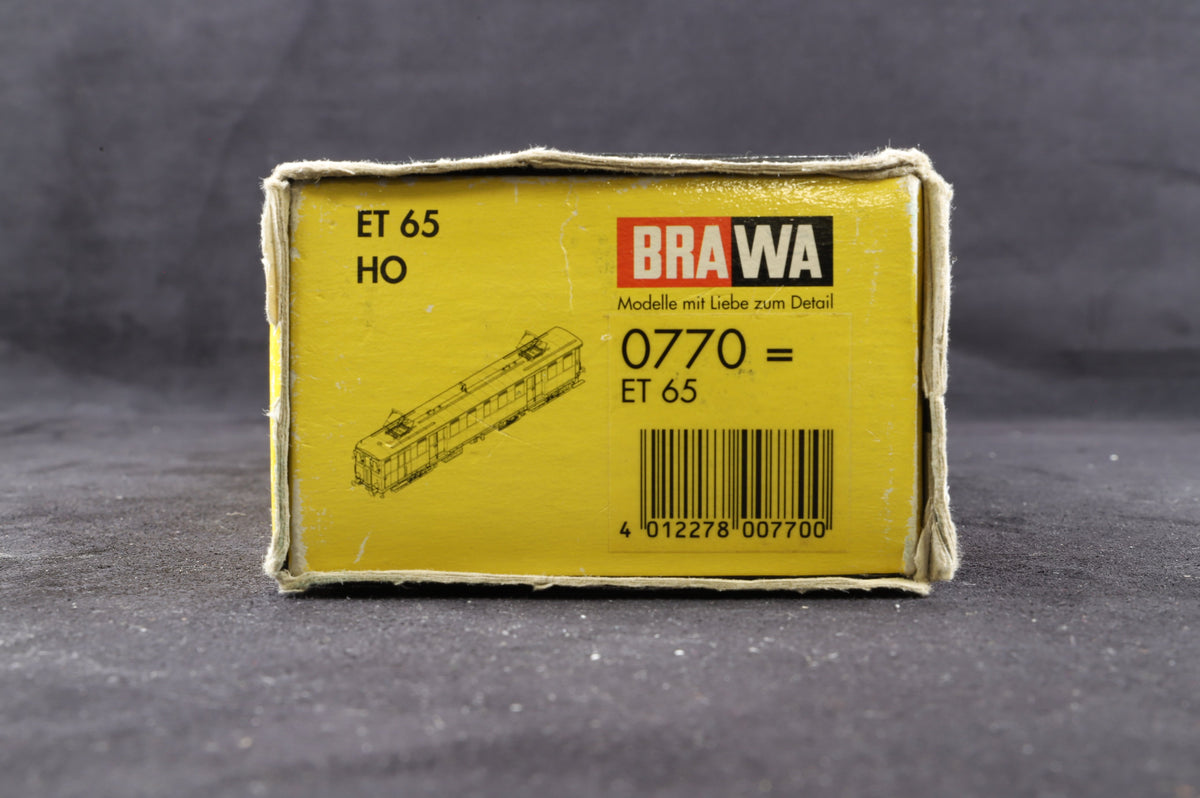 ET 65
HO
BRAWA
Modelle mit Liebe zum Detail
0770 =
ET 65
4 012278 007700